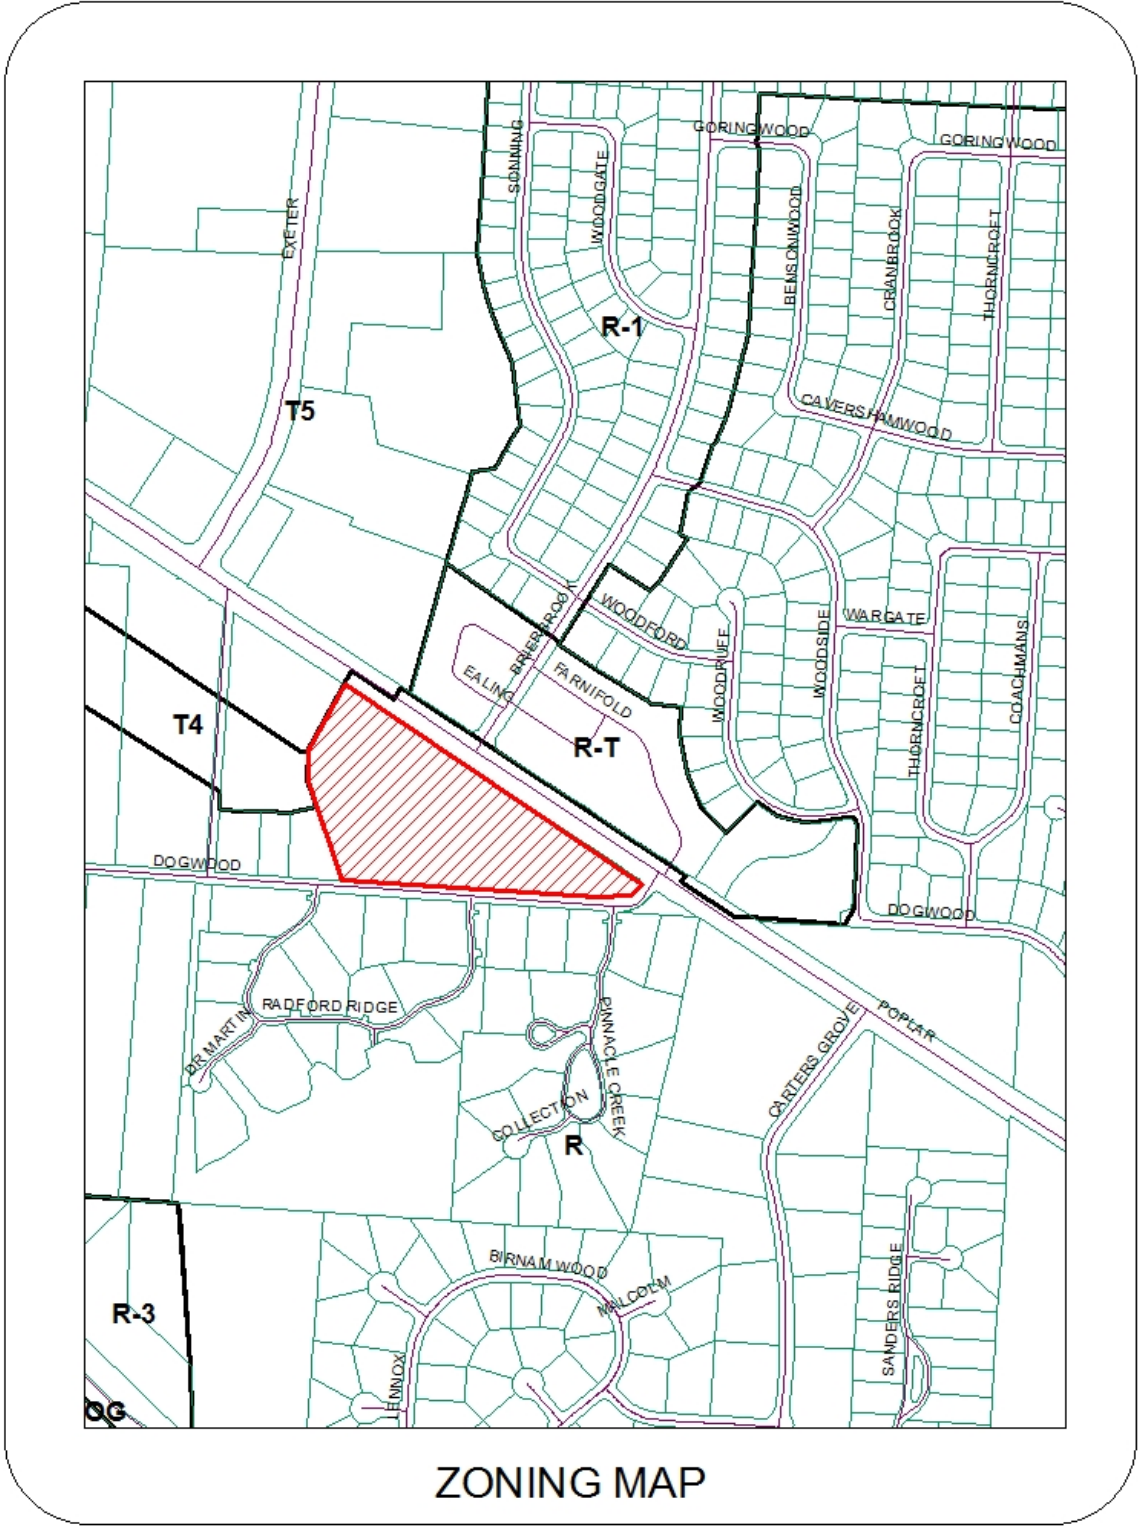 GORINGWOOD
GORINGWOOD
SONNING
WOODGATE
EXETER
BENSONWOOD
CRANBROOK
THORNCROFT
R-1
T5
CAVERSHAMWOOD
BRIERBROOK
WOODFORD
WARGATE
WOODRUFF
WOODSIDE
COACHMANS
THORNCROFT
EALING
FARNIFOLD
T4
R-T
DOGWOOD
DOGWOOD
RADFORD RIDGE
DR MARTIN
PINNACLE CREEK
POPLAR
CARTERS GROVE
COLLECTION
R
BIRNAM WOOD
MALCOLM
SANDERS RIDGE
R-3
LENNOX
OG
ZONING MAP